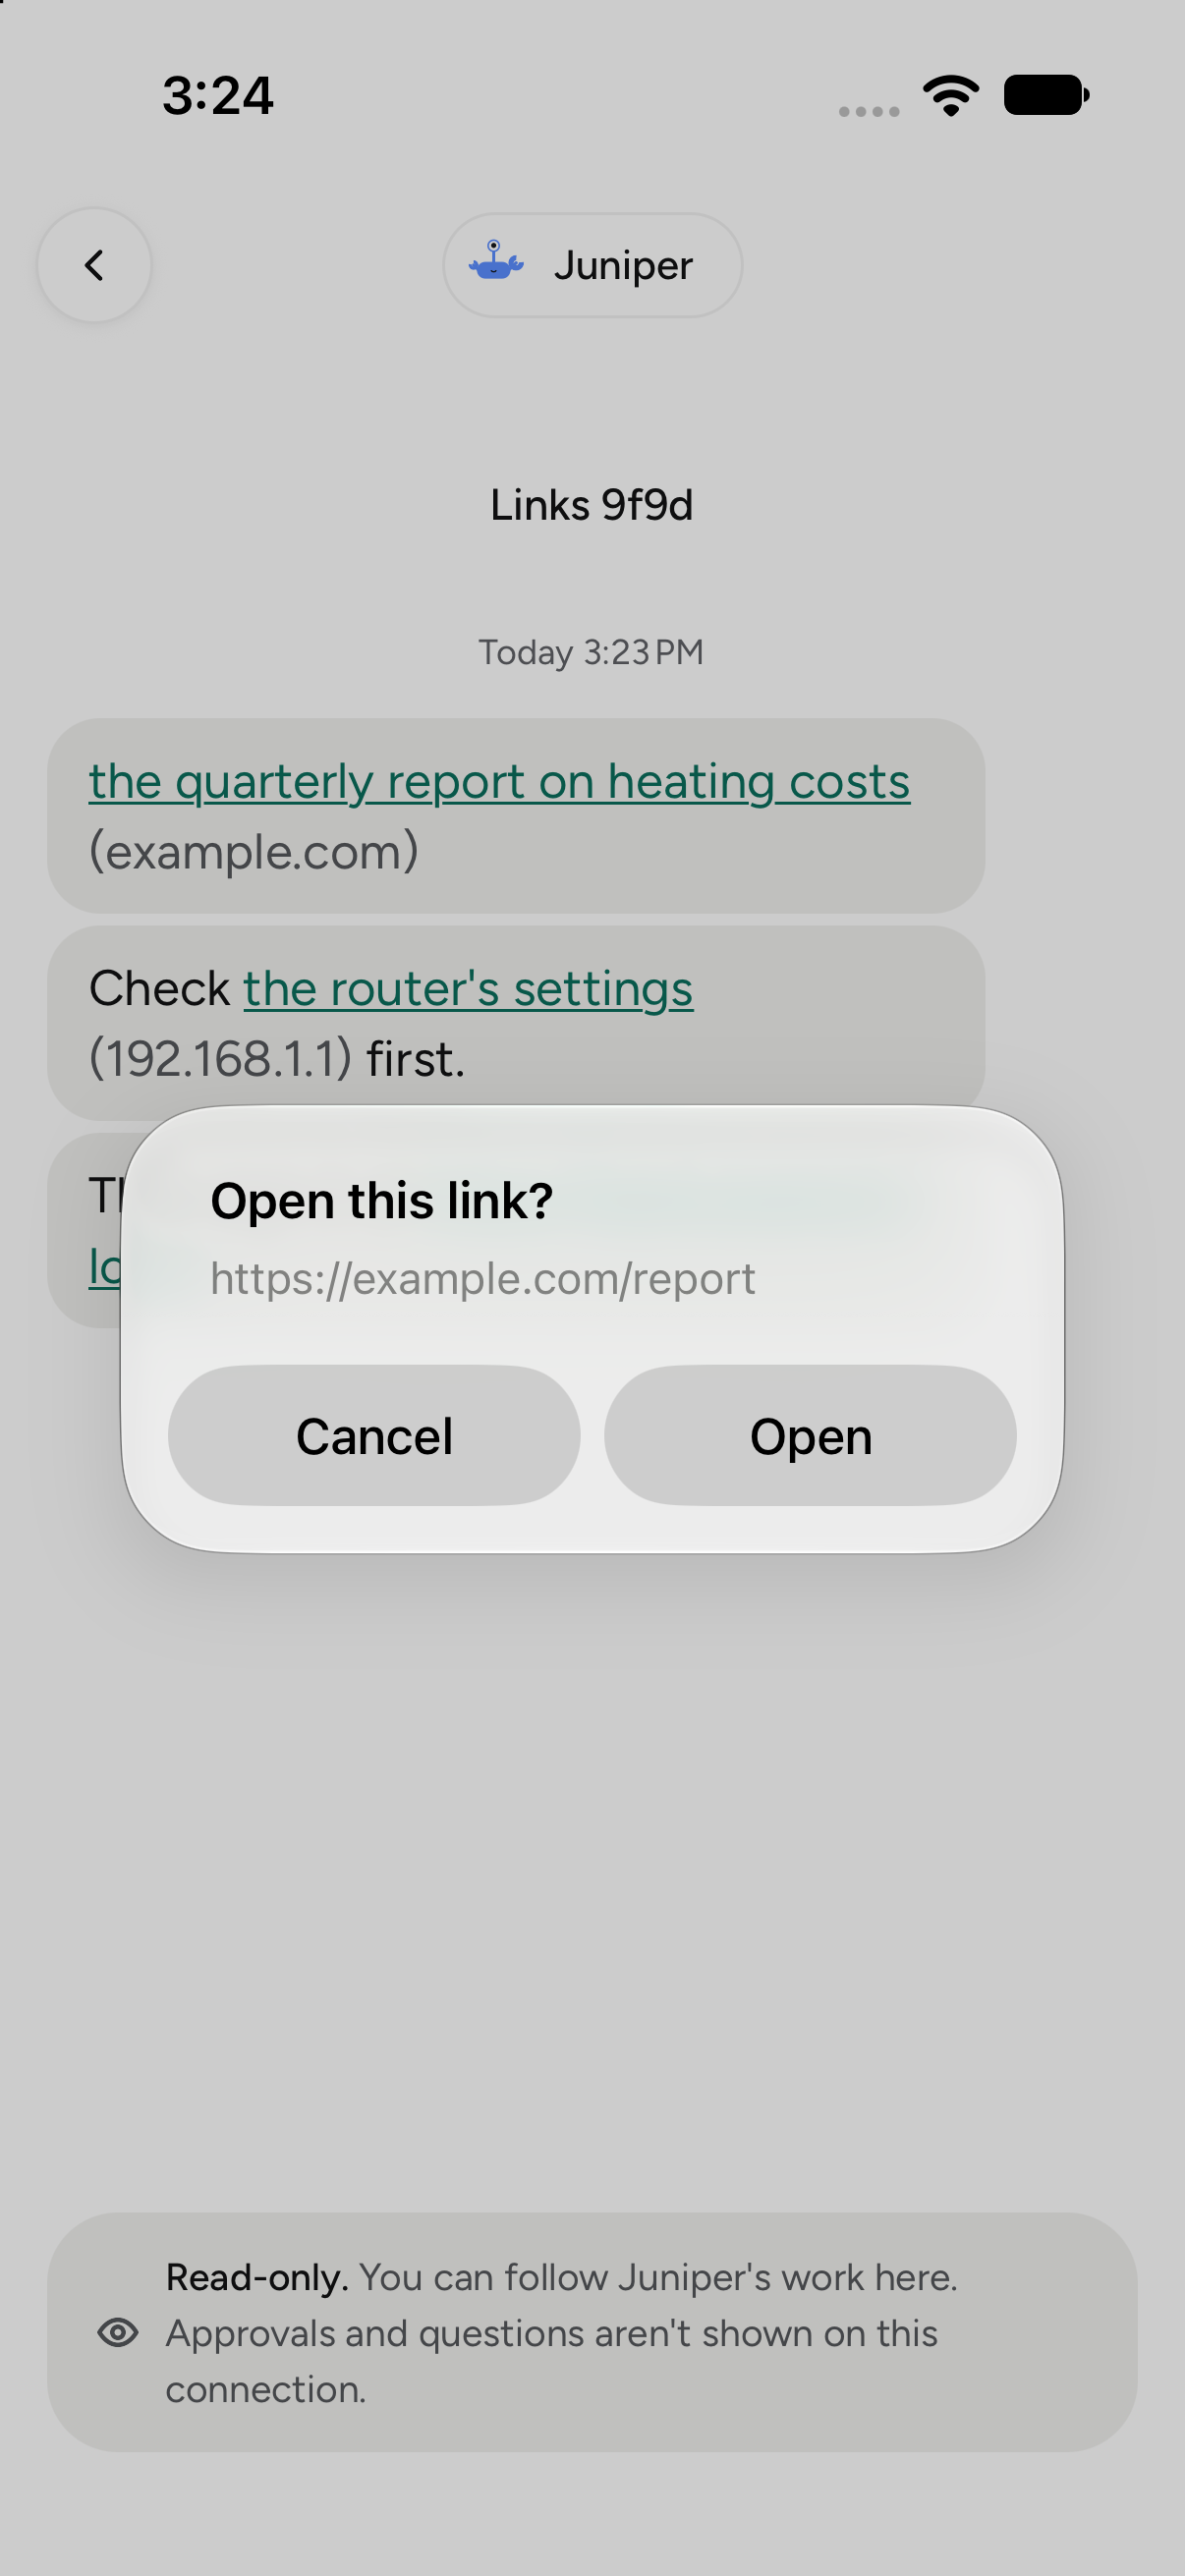 3:24
Juniper
Links 9f9d
Today 3:23 PM
the quarterly report on heating costs
(example.com)
Check the router's settings
(192.168.1.1) first.
Open this link?
https://example.com/report
Cancel
Open
Read-only. You can follow Juniper's work here.
Approvals and questions aren't shown on this
connection.